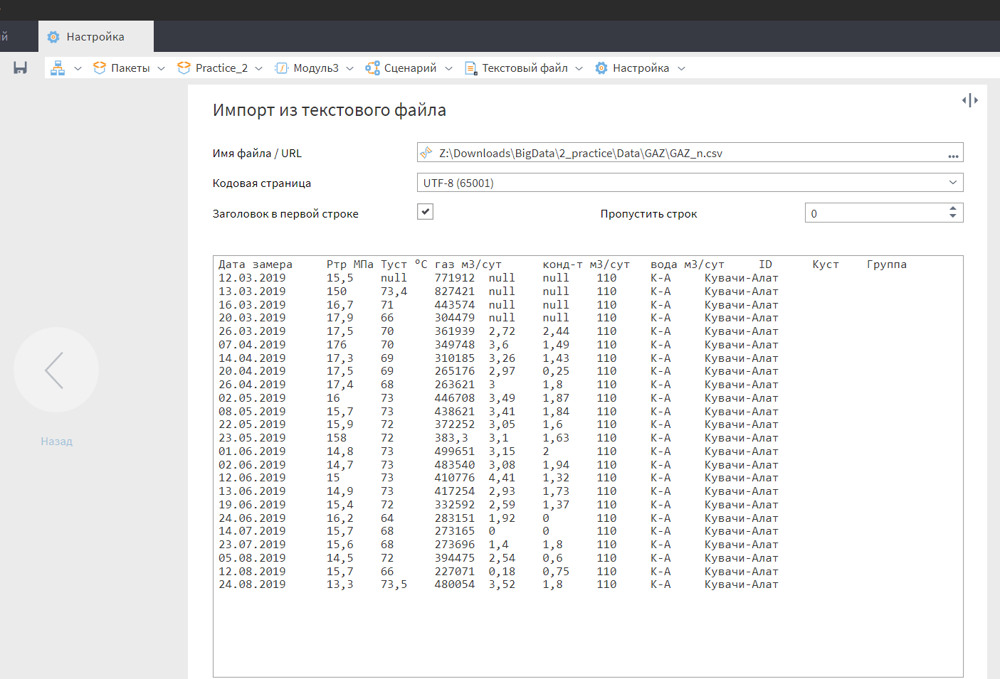 й
Настройка
Пакеты Practice_2 Модуль3 Сценарий Текстовый файл Настройка
Импорт из текстового файла
Имя файла / URL Z:\Downloads\BigData\2_practice\Data\GAZ\GAZ_n.csv ...
Кодовая страница UTF-8 (65001)
Заголовок в первой строке Пропустить строк 0
Дата замера Ртр МПа Туст °С газ м3/сут конд-т м3/сут вода м3/сут ID Куст Группа
12.03.2019 15,5 null 771912 null null 110 К-А Кувачи-Алат
13.03.2019 150 73,4 827421 null null 110 К-А Кувачи-Алат
16.03.2019 16,7 71 443574 null null 110 К-А Кувачи-Алат
20.03.2019 17,9 66 304479 null null 110 К-А Кувачи-Алат
26.03.2019 17,5 70 361939 2,72 2,44 110 К-А Кувачи-Алат
07.04.2019 176 70 349748 3,6 1,49 110 К-А Кувачи-Алат
14.04.2019 17,3 69 310185 3,26 1,43 110 К-А Кувачи-Алат
20.04.2019 17,5 69 265176 2,97 0,25 110 К-А Кувачи-Алат
26.04.2019 17,4 68 263621 3 1,8 110 К-А Кувачи-Алат
02.05.2019 16 73 446708 3,49 1,87 110 К-А Кувачи-Алат
08.05.2019 15,7 73 438621 3,41 1,84 110 К-А Кувачи-Алат
22.05.2019 15,9 72 372252 3,05 1,6 110 К-А Кувачи-Алат
23.05.2019 158 72 383,3 3,1 1,63 110 К-А Кувачи-Алат
01.06.2019 14,8 73 499651 3,15 2 110 К-А Кувачи-Алат
02.06.2019 14,7 73 483540 3,08 1,94 110 К-А Кувачи-Алат
12.06.2019 15 73 410776 4,41 1,32 110 К-А Кувачи-Алат
13.06.2019 14,9 73 417254 2,93 1,73 110 К-А Кувачи-Алат
19.06.2019 15,4 72 332592 2,59 1,37 110 К-А Кувачи-Алат
24.06.2019 16,2 64 283151 1,92 0 110 К-А Кувачи-Алат
14.07.2019 15,7 68 273165 0 0 110 К-А Кувачи-Алат
23.07.2019 15,6 68 273696 1,4 1,8 110 К-А Кувачи-Алат
05.08.2019 14,5 72 394475 2,54 0,6 110 К-А Кувачи-Алат
12.08.2019 15,7 66 227071 0,18 0,75 110 К-А Кувачи-Алат
24.08.2019 13,3 73,5 480054 3,52 1,8 110 К-А Кувачи-Алат
Назад